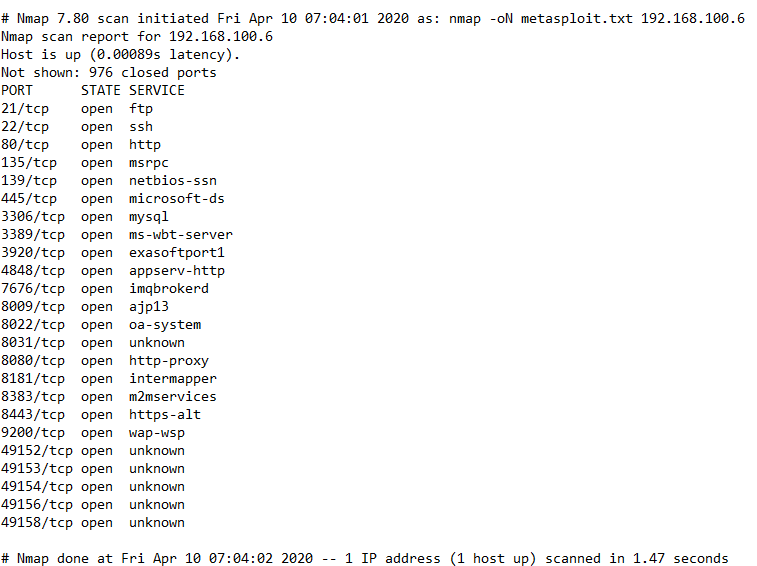 # Nmap 7.80 scan initiated Fri Apr 10 07:04:01 2020 as: nmap -oN metasploit.txt 192.168.100.6
Nmap scan report for 192.168.100.6
Host is up (0.00089s latency).
Not shown: 976 closed ports
PORT      STATE SERVICE
21/tcp    open  ftp
22/tcp    open  ssh
80/tcp    open  http
135/tcp   open  msrpc
139/tcp   open  netbios-ssn
445/tcp   open  microsoft-ds
3306/tcp  open  mysql
3389/tcp  open  ms-wbt-server
3920/tcp  open  exasoftport1
4848/tcp  open  appserv-http
7676/tcp  open  imqbrokerd
8009/tcp  open  ajp13
8022/tcp  open  oa-system
8031/tcp  open  unknown
8080/tcp  open  http-proxy
8181/tcp  open  intermapper
8383/tcp  open  m2mservices
8443/tcp  open  https-alt
9200/tcp  open  wap-wsp
49152/tcp open  unknown
49153/tcp open  unknown
49154/tcp open  unknown
49156/tcp open  unknown
49158/tcp open  unknown
# Nmap done at Fri Apr 10 07:04:02 2020 -- 1 IP address (1 host up) scanned in 1.47 seconds